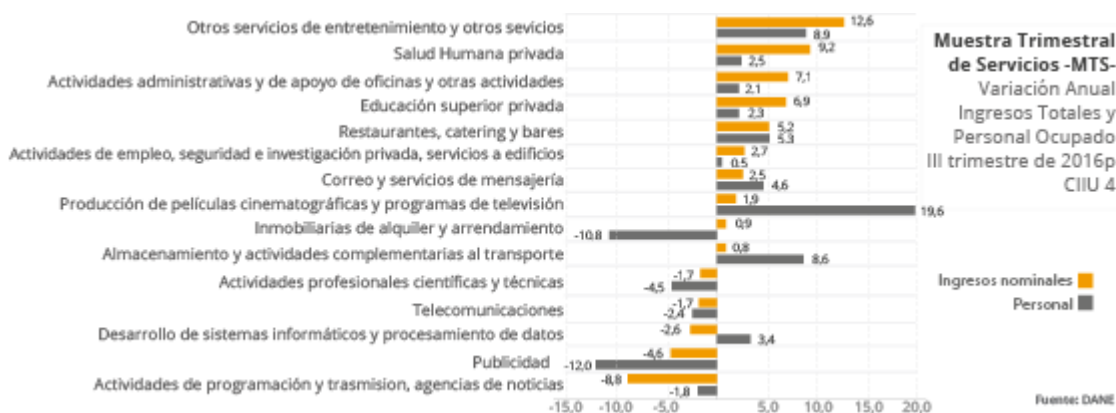 Otros servicios de entretenimiento y otros sevicios
12,6
8,9
Salud Humana privada
9,2
2,5
Actividades administrativas y de apoyo de oficinas y otras actividades
7,1
2,1
Educación superior privada
6,9
2,3
Restaurantes, catering y bares
5,2
5,3
Actividades de empleo, seguridad e investigación privada, servicios a edificios
2,7
0,5
Correo y servicios de mensajería
2,5
4,6
Producción de películas cinematográficas y programas de televisión
1,9
19,6
Inmobiliarias de alquiler y arrendamiento
0,9
-10,8
Almacenamiento y actividades complementarias al transporte
0,8
8,6
Actividades profesionales científicas y técnicas
-1,7
-4,5
Telecomunicaciones
-1,7
-2,4
Desarrollo de sistemas informáticos y procesamiento de datos
-2,6
3,4
Publicidad
-4,6
-12,0
Actividades de programación y trasmision, agencias de noticias
-8,8
-1,8
-15,0 -10,0 -5,0 5,0 10,0 15,0 20,0
Muestra Trimestral
de Servicios -MTS-
Variación Anual
Ingresos Totales y
Personal Ocupado
III trimestre de 2016p
CIIU 4
Ingresos nominales
Personal
Fuente: DANE